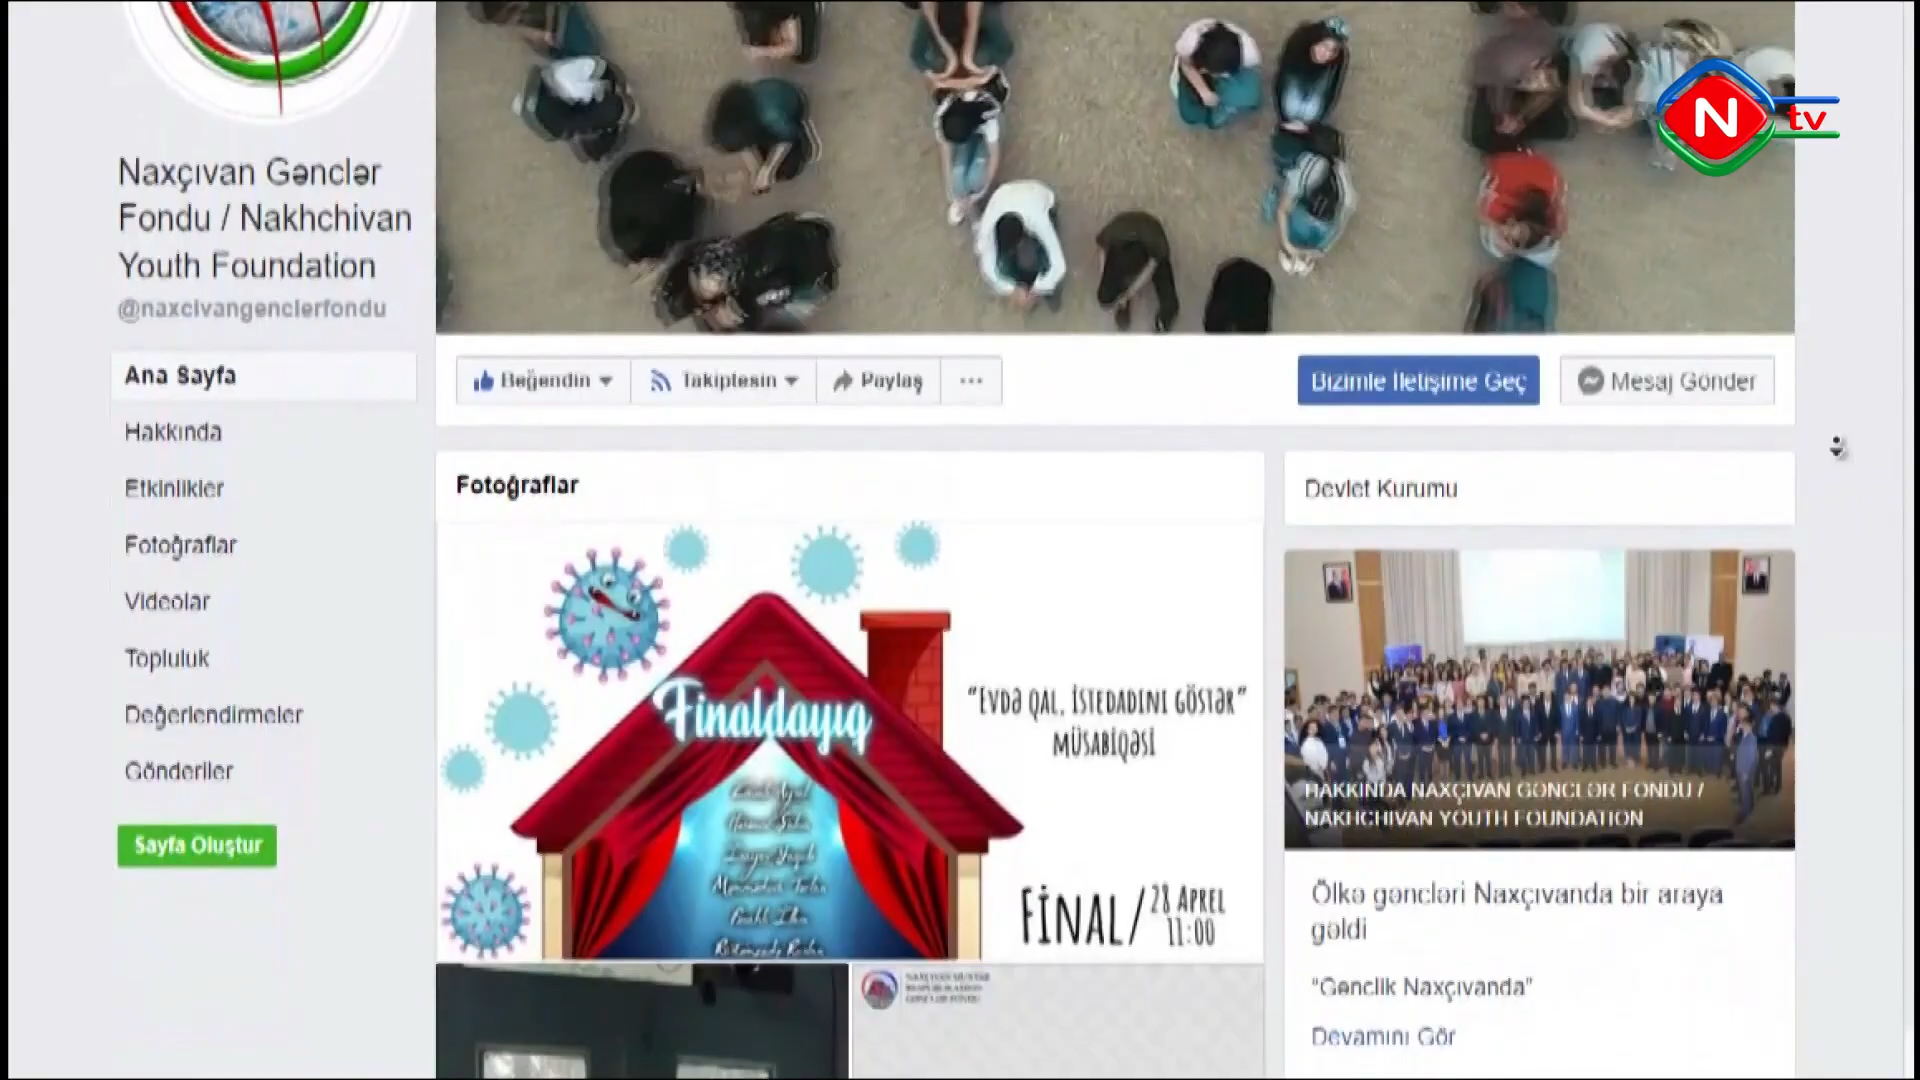 N tv
Naxçıvan Gənclər
Fondu / Nakhchivan
Youth Foundation
@naxcivangenclerfondu
Ana Sayfa
Hakkında
Etkinlikler
Fotoğraflar
Videolar
Topluluk
Değerlendirmeler
Gönderiler
Sayfa Oluştur
Beğendin
Takiptesin
Paylaş
Bizimle İletişime Geç
Mesaj Gönder
Fotoğraflar
Finaldayıq
"EVDƏ QAL, İSTEDADINI GÖSTƏR"
MÜSABİQƏSİ
FİNAL / 28 APREL
11:00
Devlet Kurumu
HAKKINDA NAXÇIVAN GƏNCLƏR FONDU /
NAKHCHIVAN YOUTH FOUNDATION
Ölkə gəncləri Naxçıvanda bir araya
gəldi
"Gənclik Naxçıvanda"
Devamını Gör